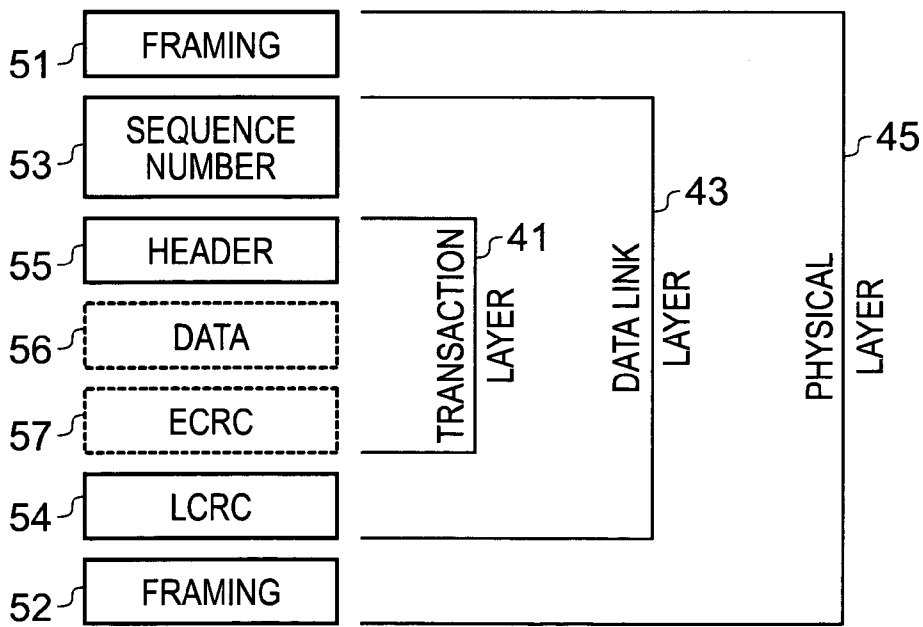 51
FRAMING
53
SEQUENCE
NUMBER
55
HEADER
56
DATA
57
ECRC
54
LCRC
52
FRAMING
41
TRANSACTION
LAYER
43
DATA LINK
LAYER
45
PHYSICAL
LAYER